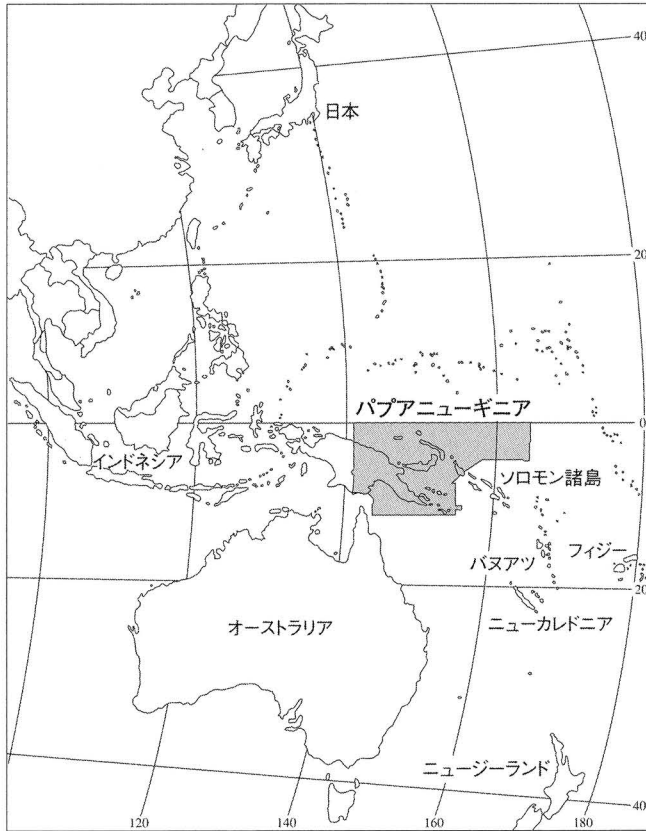 40
日本
20
パプアニューギニア
0
インドネシア
ソロモン諸島
バヌアツ
フィジー
20
オーストラリア
ニューカレドニア
ニュージーランド
40
120
140
160
180